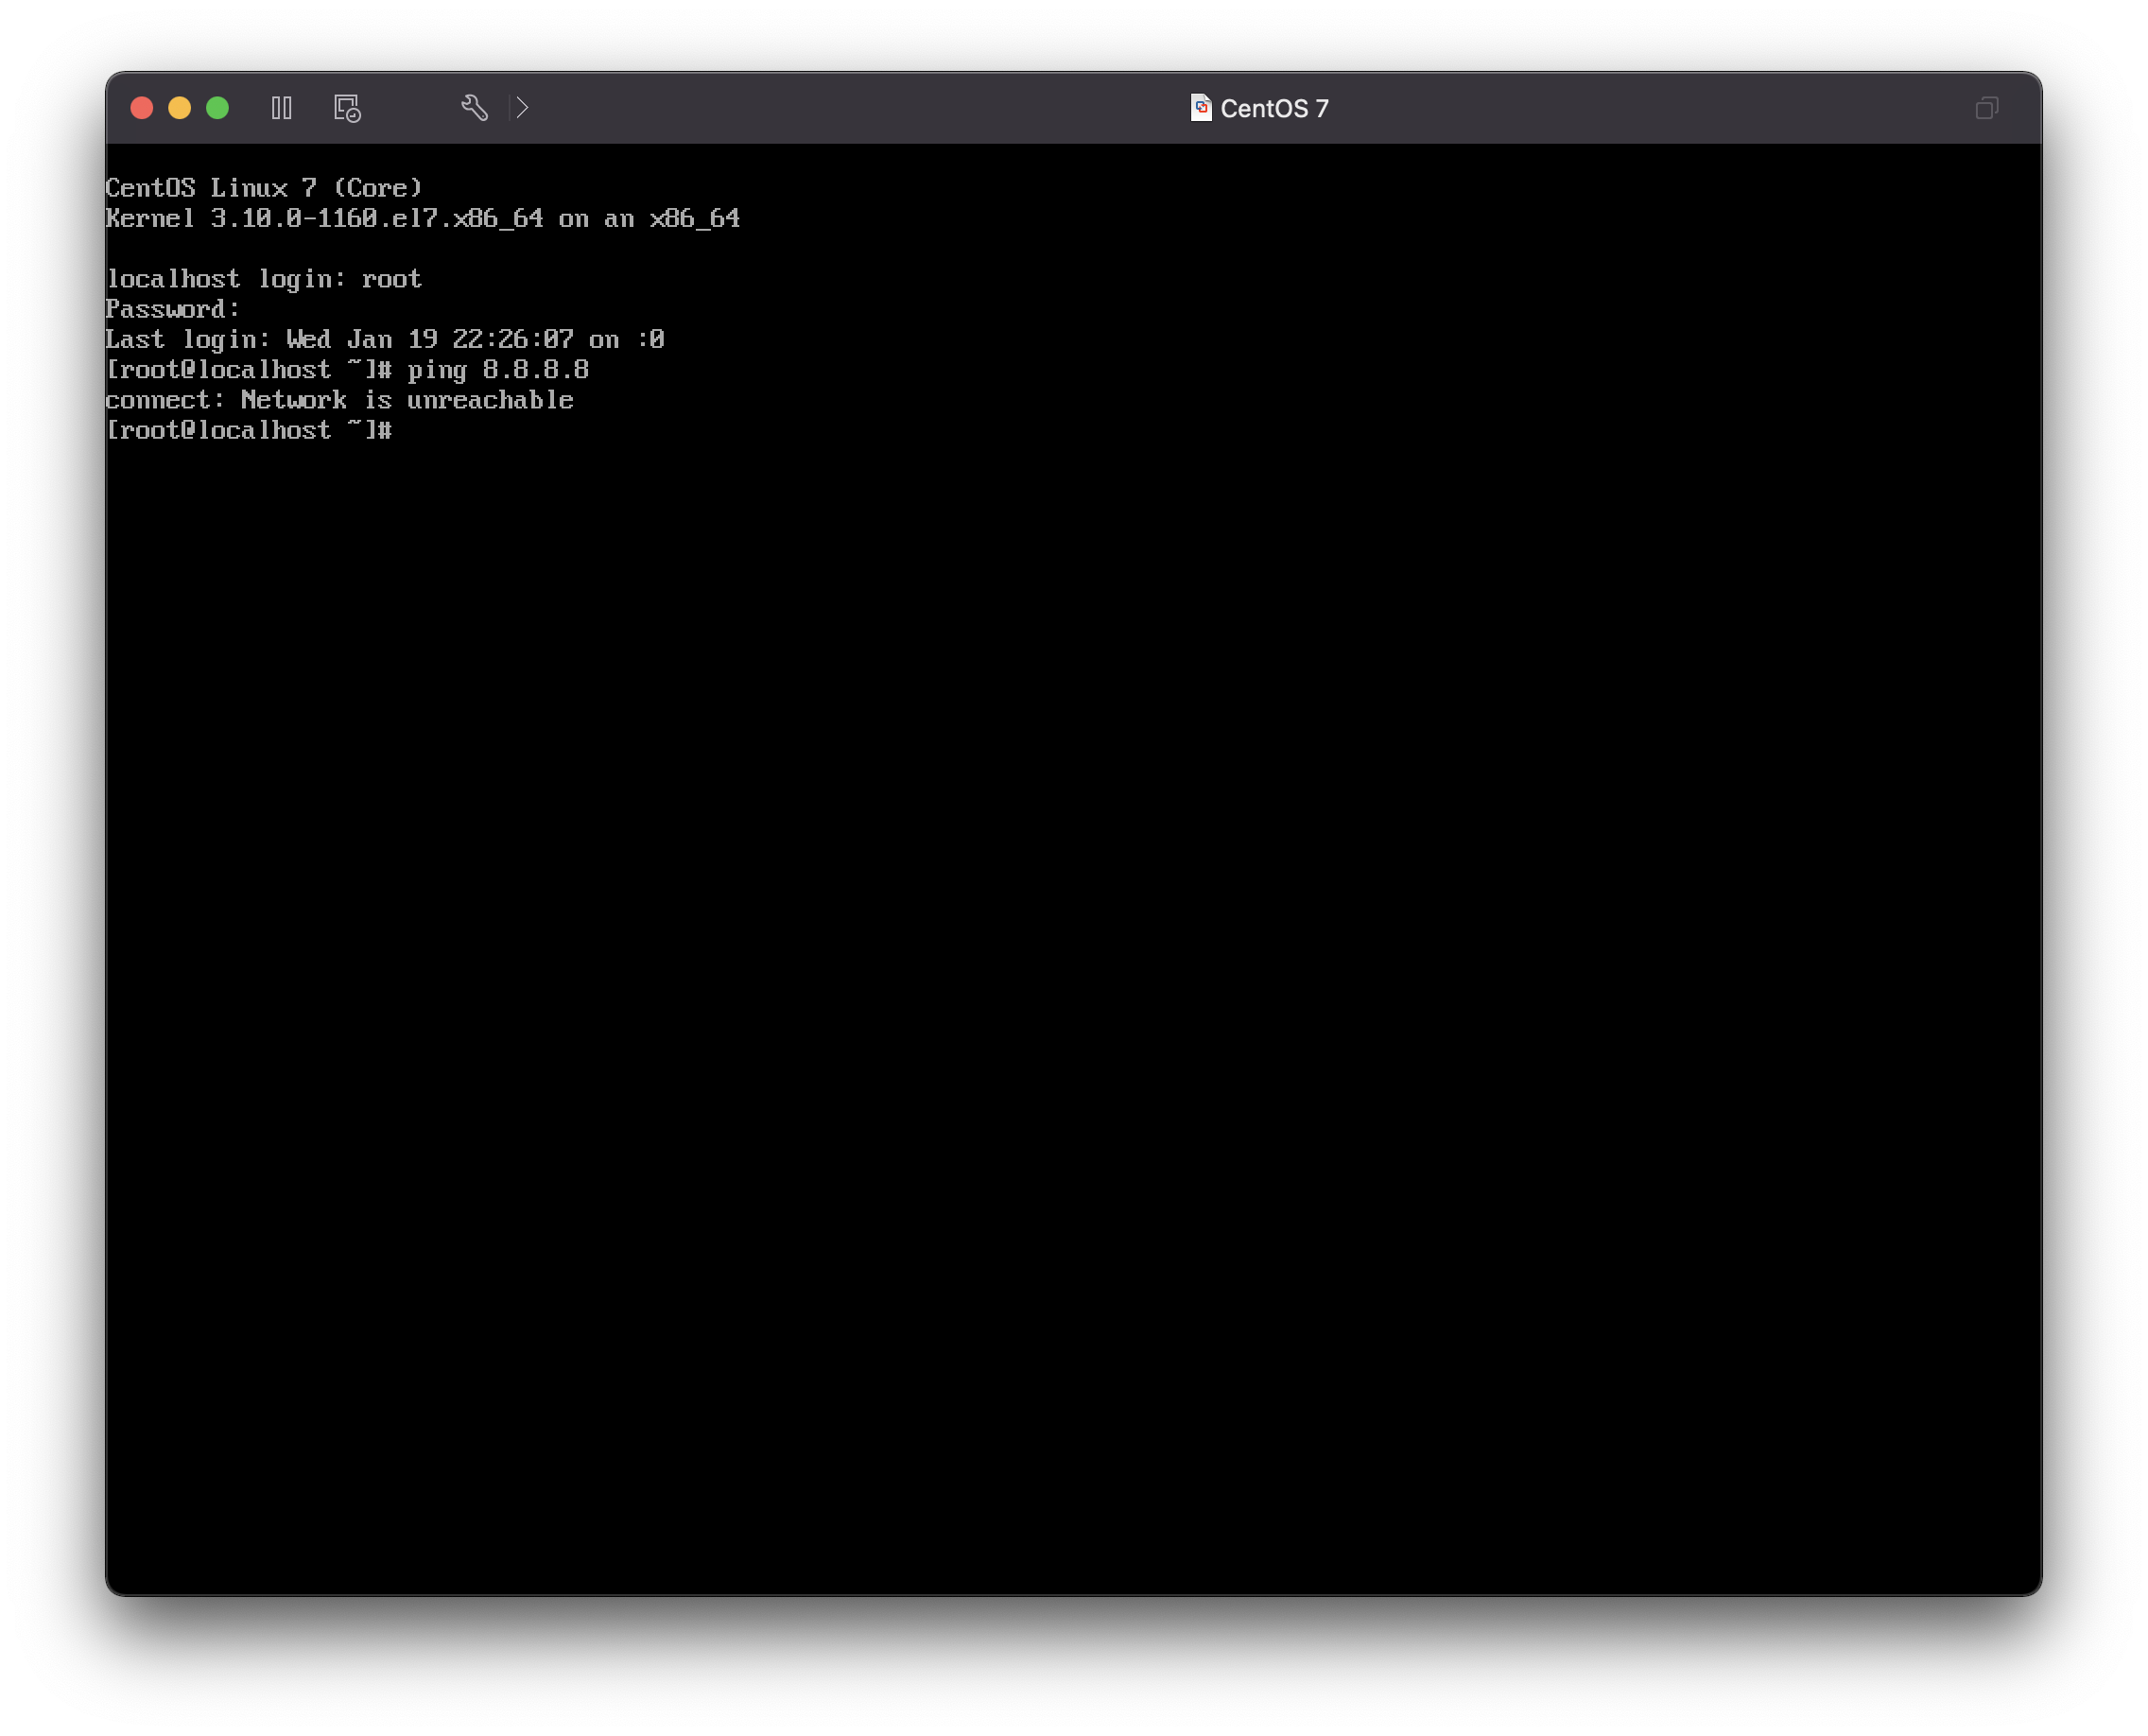 CentOS 7
CentOS Linux 7 (Core)
Kernel 3.10.0-1160.el7.x86_64 on an x86_64
localhost login: root
Password:
Last login: Wed Jan 19 22:26:07 on :0
[root@localhost ~]# ping 8.8.8.8
connect: Network is unreachable
[root@localhost ~]#